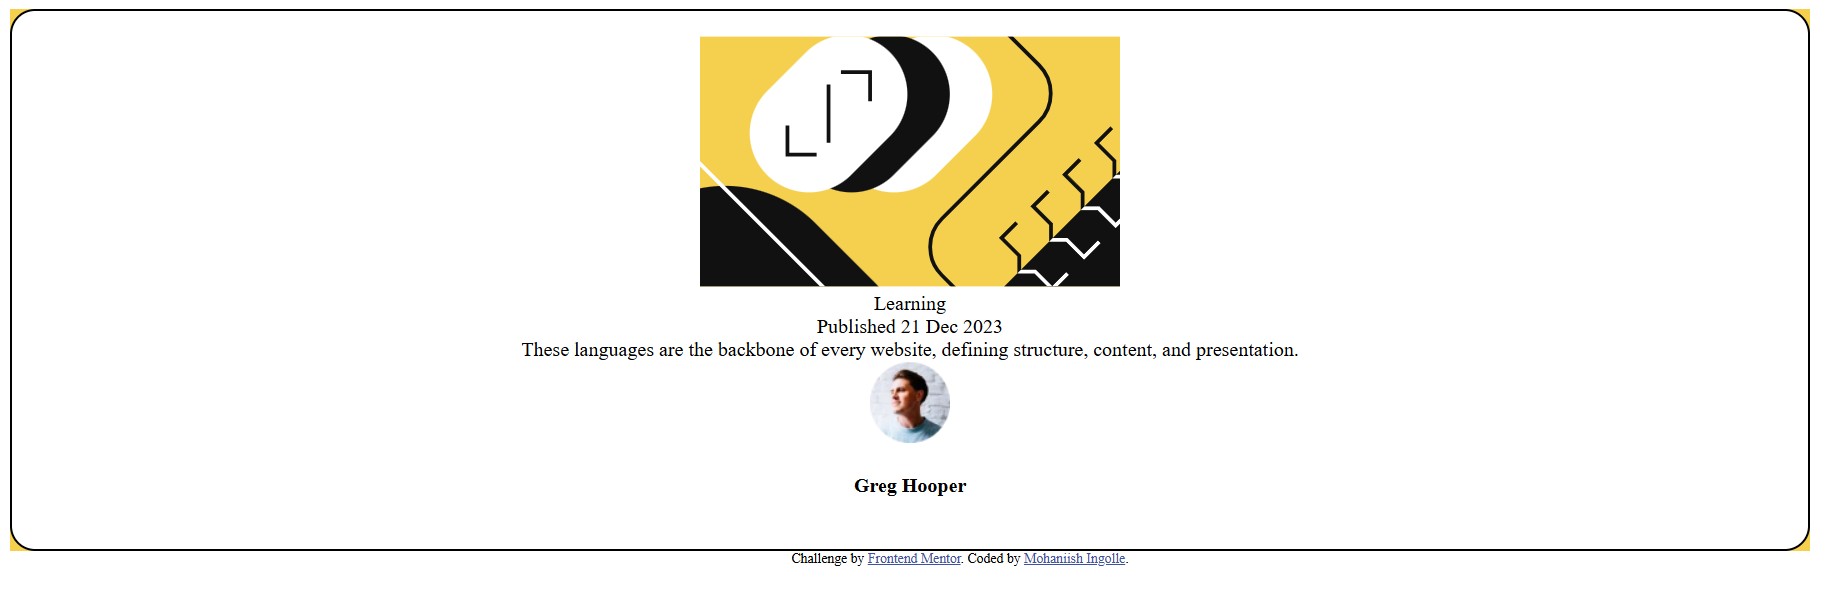 Learning
Published 21 Dec 2023
These languages are the backbone of every website, defining structure, content, and presentation.
Greg Hooper
Challenge by Frontend Mentor. Coded by Mohaniish Ingolle.